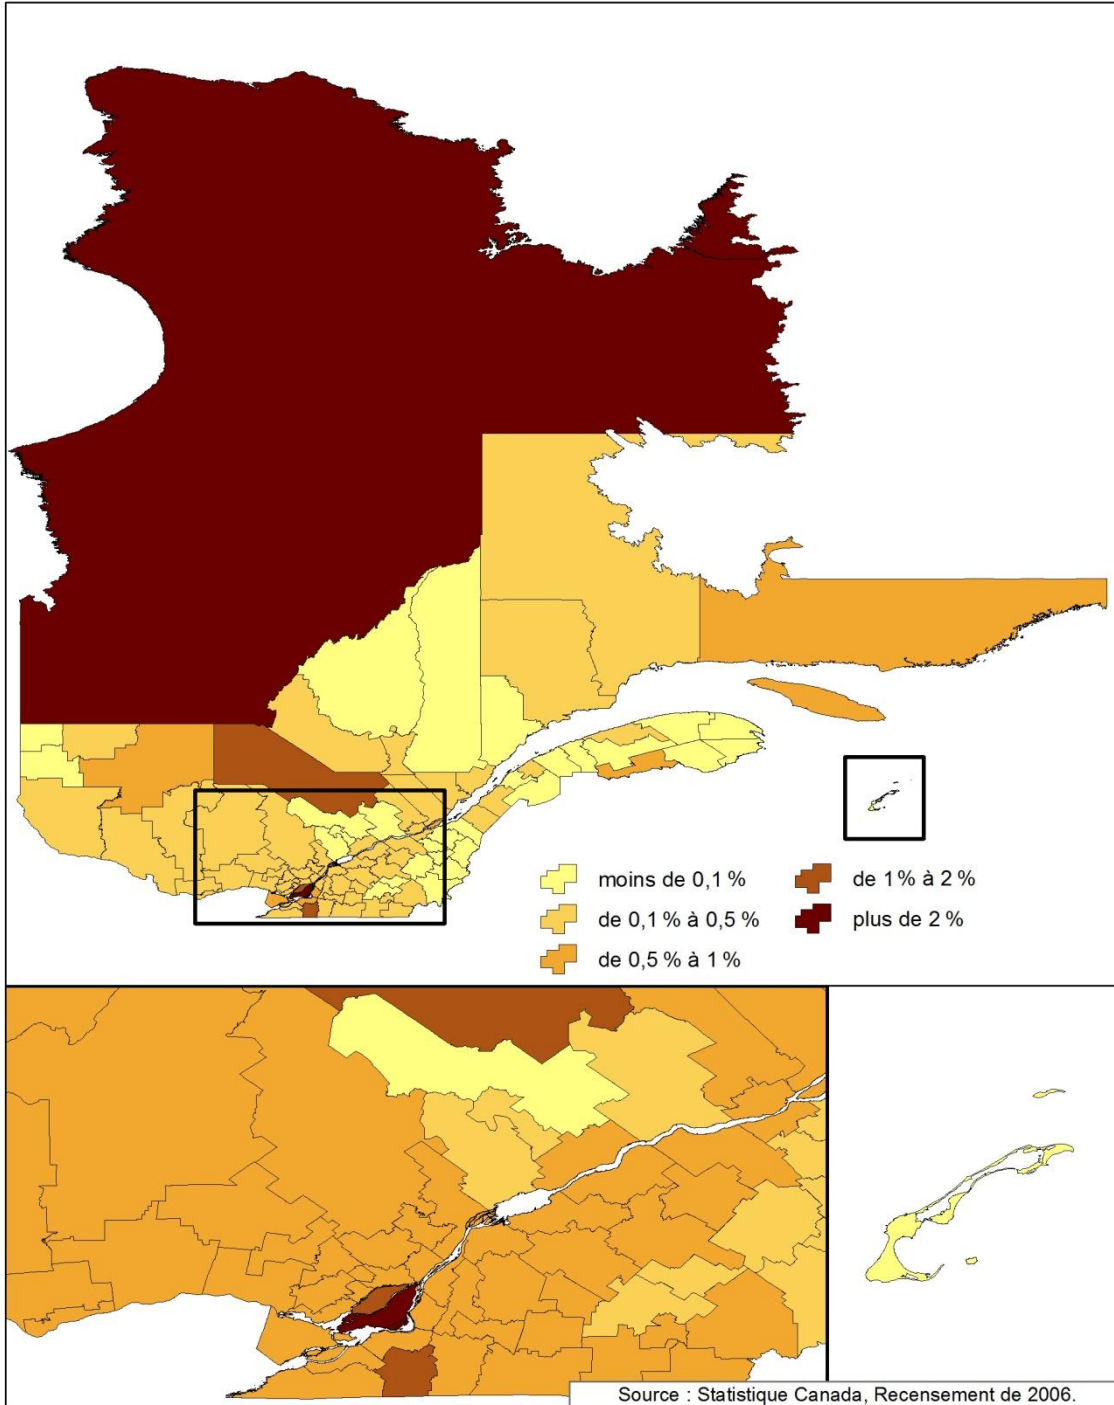 moins de 0,1 %
de 0,1 % à 0,5 %
de 0,5 % à 1 %
de 1 % à 2 %
plus de 2 %
Source : Statistique Canada, Recensement de 2006.